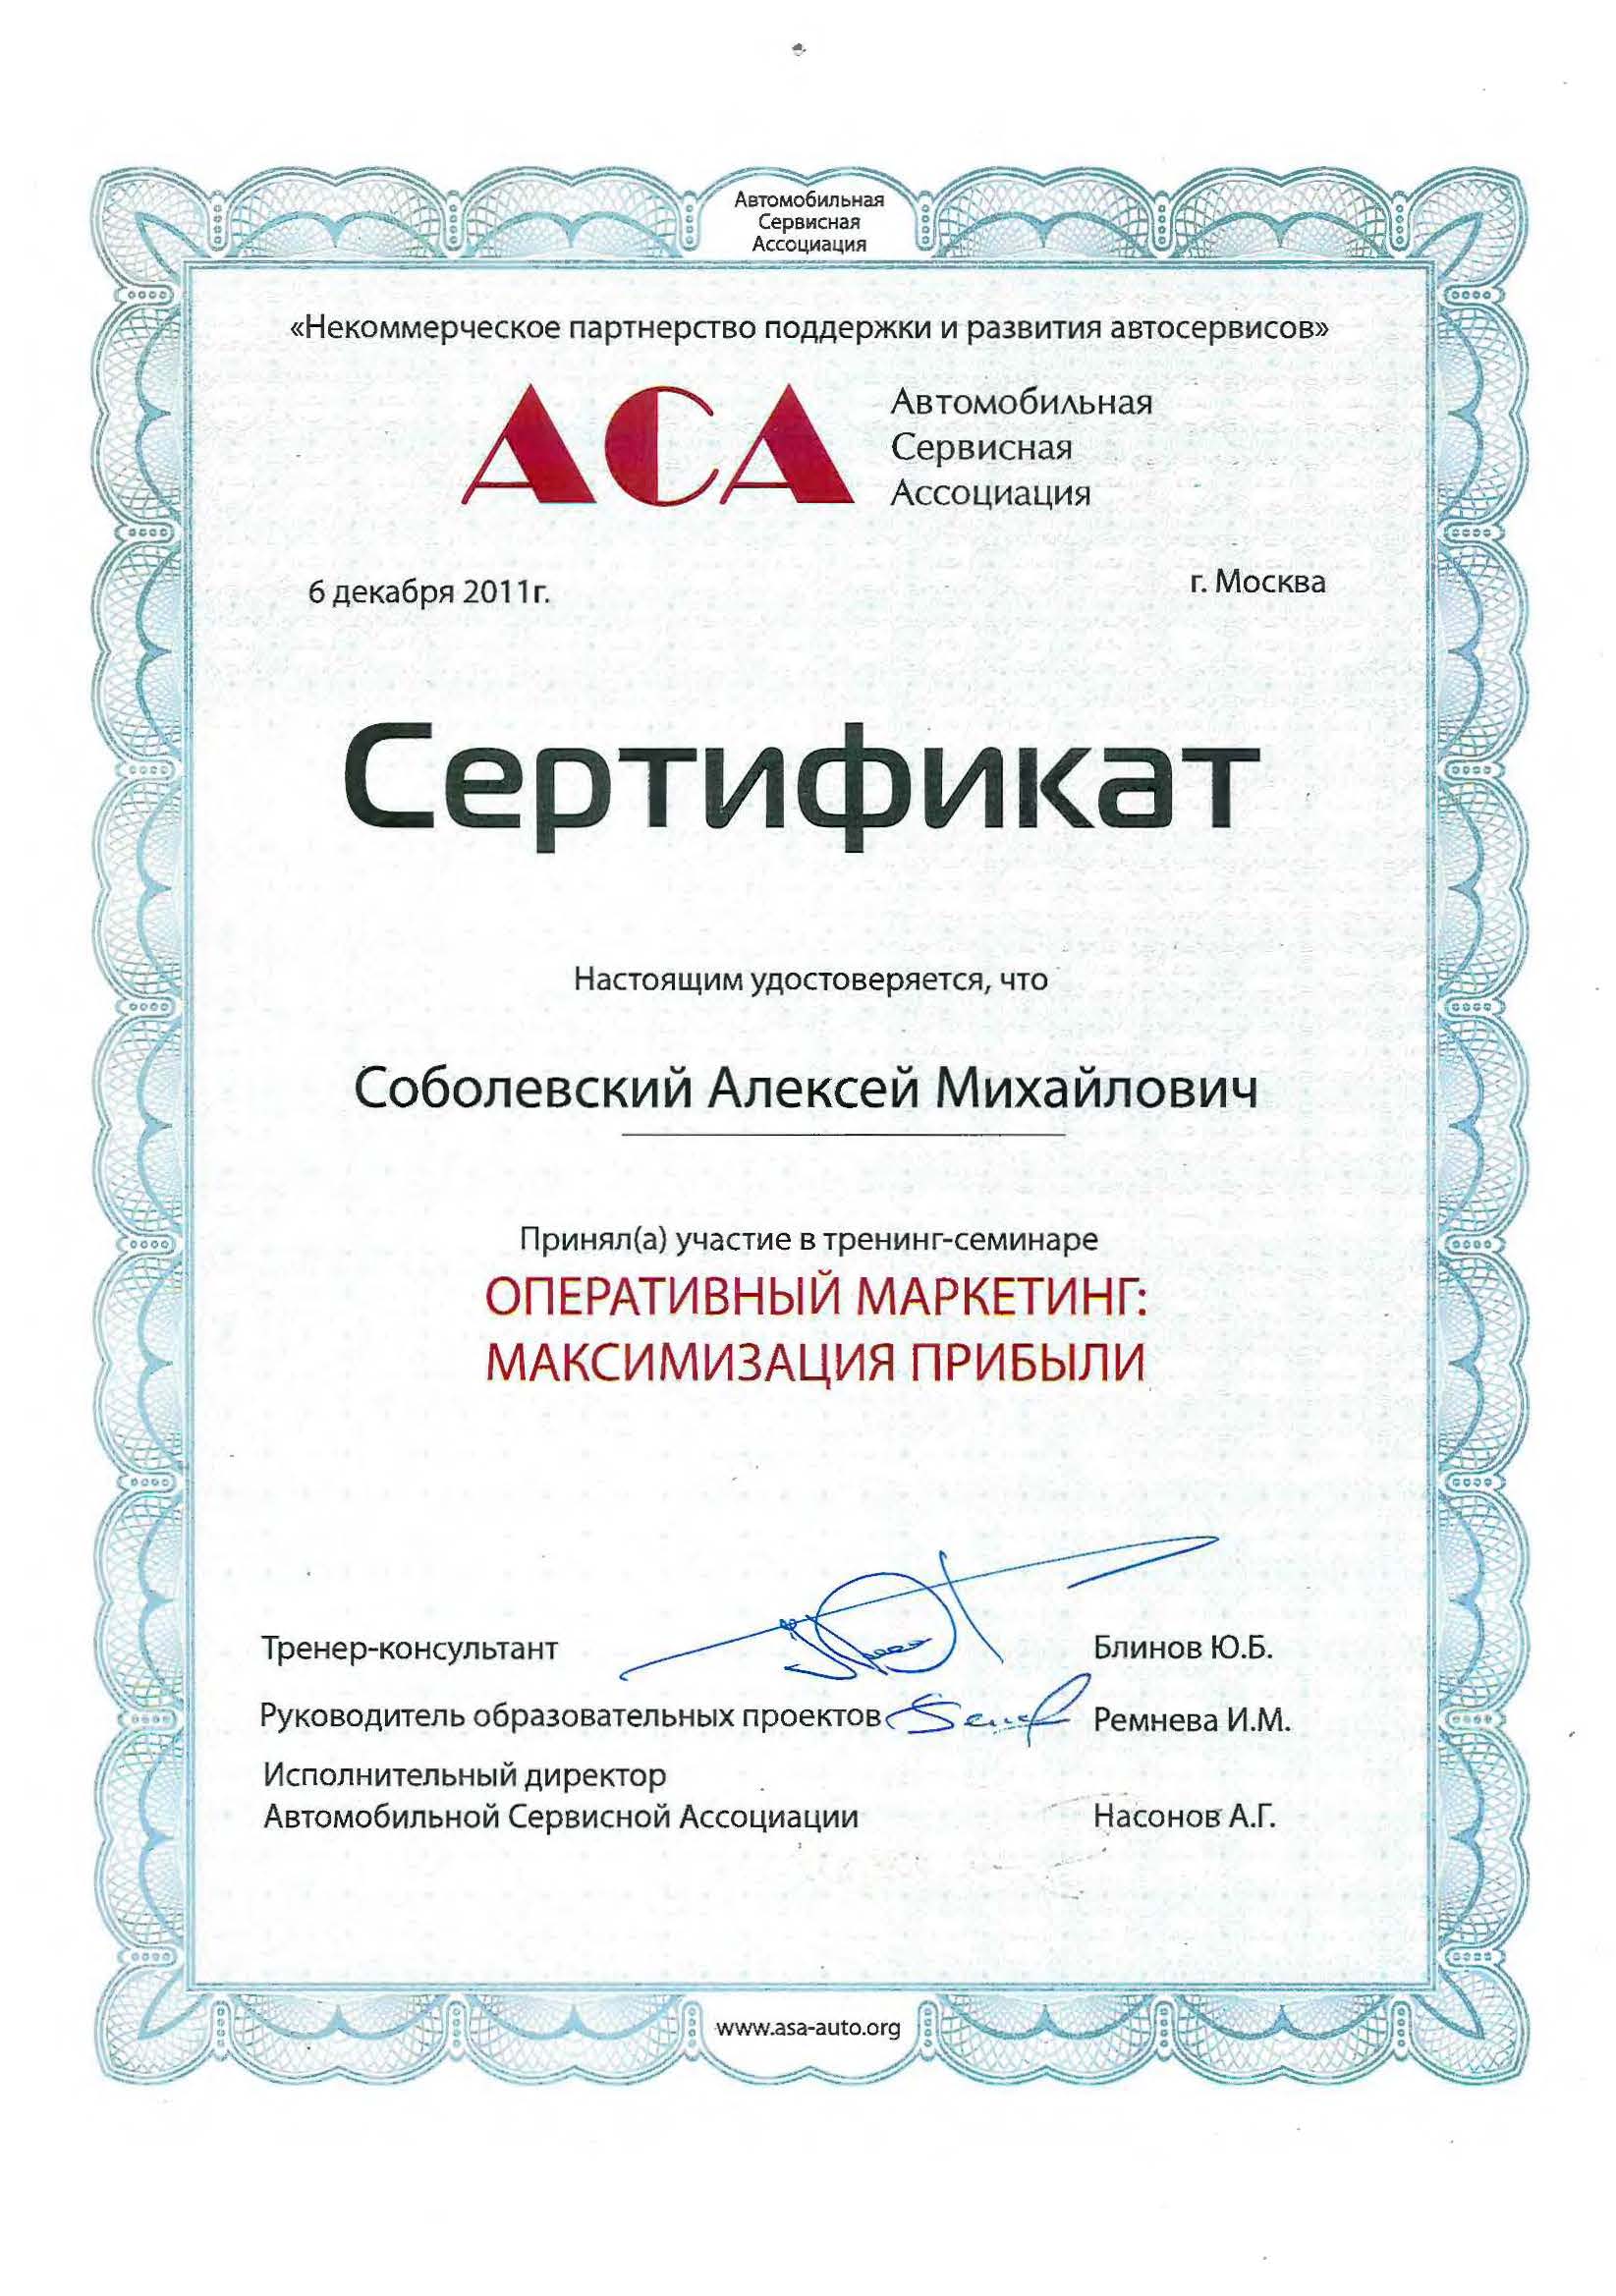 Автомобильная
Сервисная
Ассоциация
«Некоммерческое партнерство поддержки и развития автосервисов»
АСА
Автомобильная
Сервисная
Ассоциация
6 декабря 2011г.
г. Москва
Сертификат
Настоящим удостоверяется, что
Соболевский Алексей Михайлович
Принял(а) участие в тренинг-семинаре
ОПЕРАТИВНЫЙ МАРКЕТИНГ:
МАКСИМИЗАЦИЯ ПРИБЫЛИ
Тренер-консультант Блинов Ю.Б.
Руководитель образовательных проектов Ремнева И.М.
Исполнительный директор
Автомобильной Сервисной Ассоциации Насонов А.Г.
www.asa-auto.org